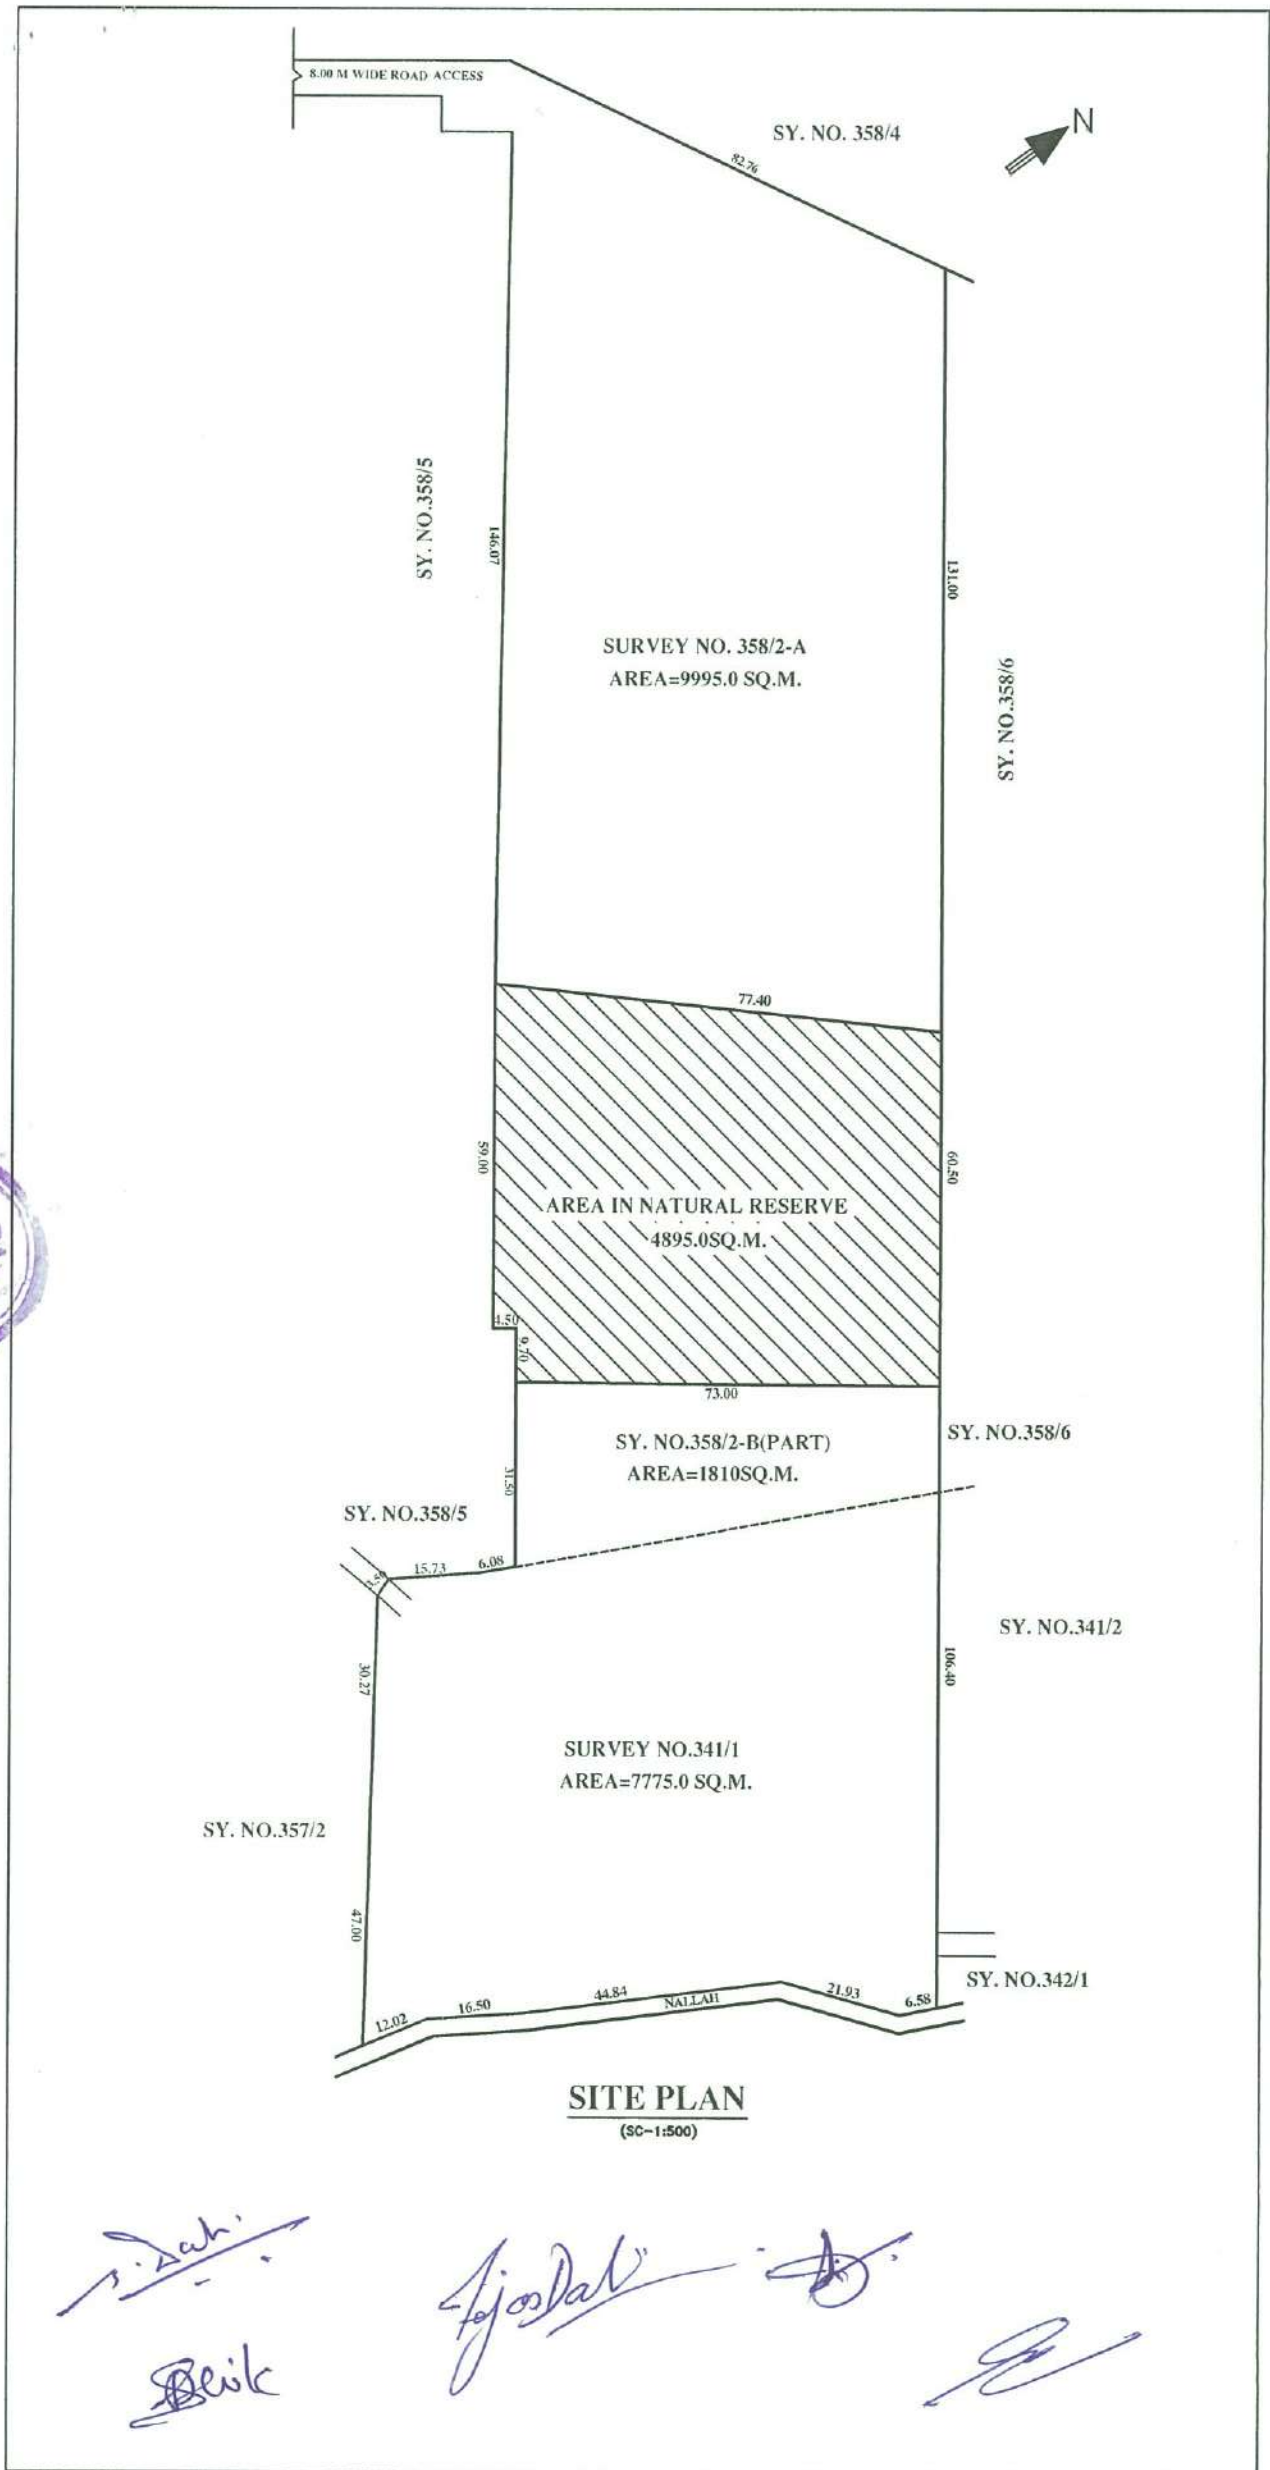 8.00 M WIDE ROAD ACCESS
N
SY. NO. 358/4
82.76
SY. NO.358/5
146.07
131.00
SURVEY NO. 358/2-A
AREA=9995.0 SQ.M.
SY. NO.358/6
77.40
59.00
60.50
AREA IN NATURAL RESERVE
4895.0SQ.M.
4.50
9.70
73.00
SY. NO.358/2-B(PART)
AREA=1810SQ.M.
SY. NO.358/6
31.50
SY. NO.358/5
15.73
6.08
3.50
SY. NO.341/2
30.27
106.40
SURVEY NO.341/1
AREA=7775.0 SQ.M.
SY. NO.357/2
47.00
SY. NO.342/1
12.02
16.50
44.84
NALLAH
21.93
6.58
SITE PLAN
(SC-1:500)